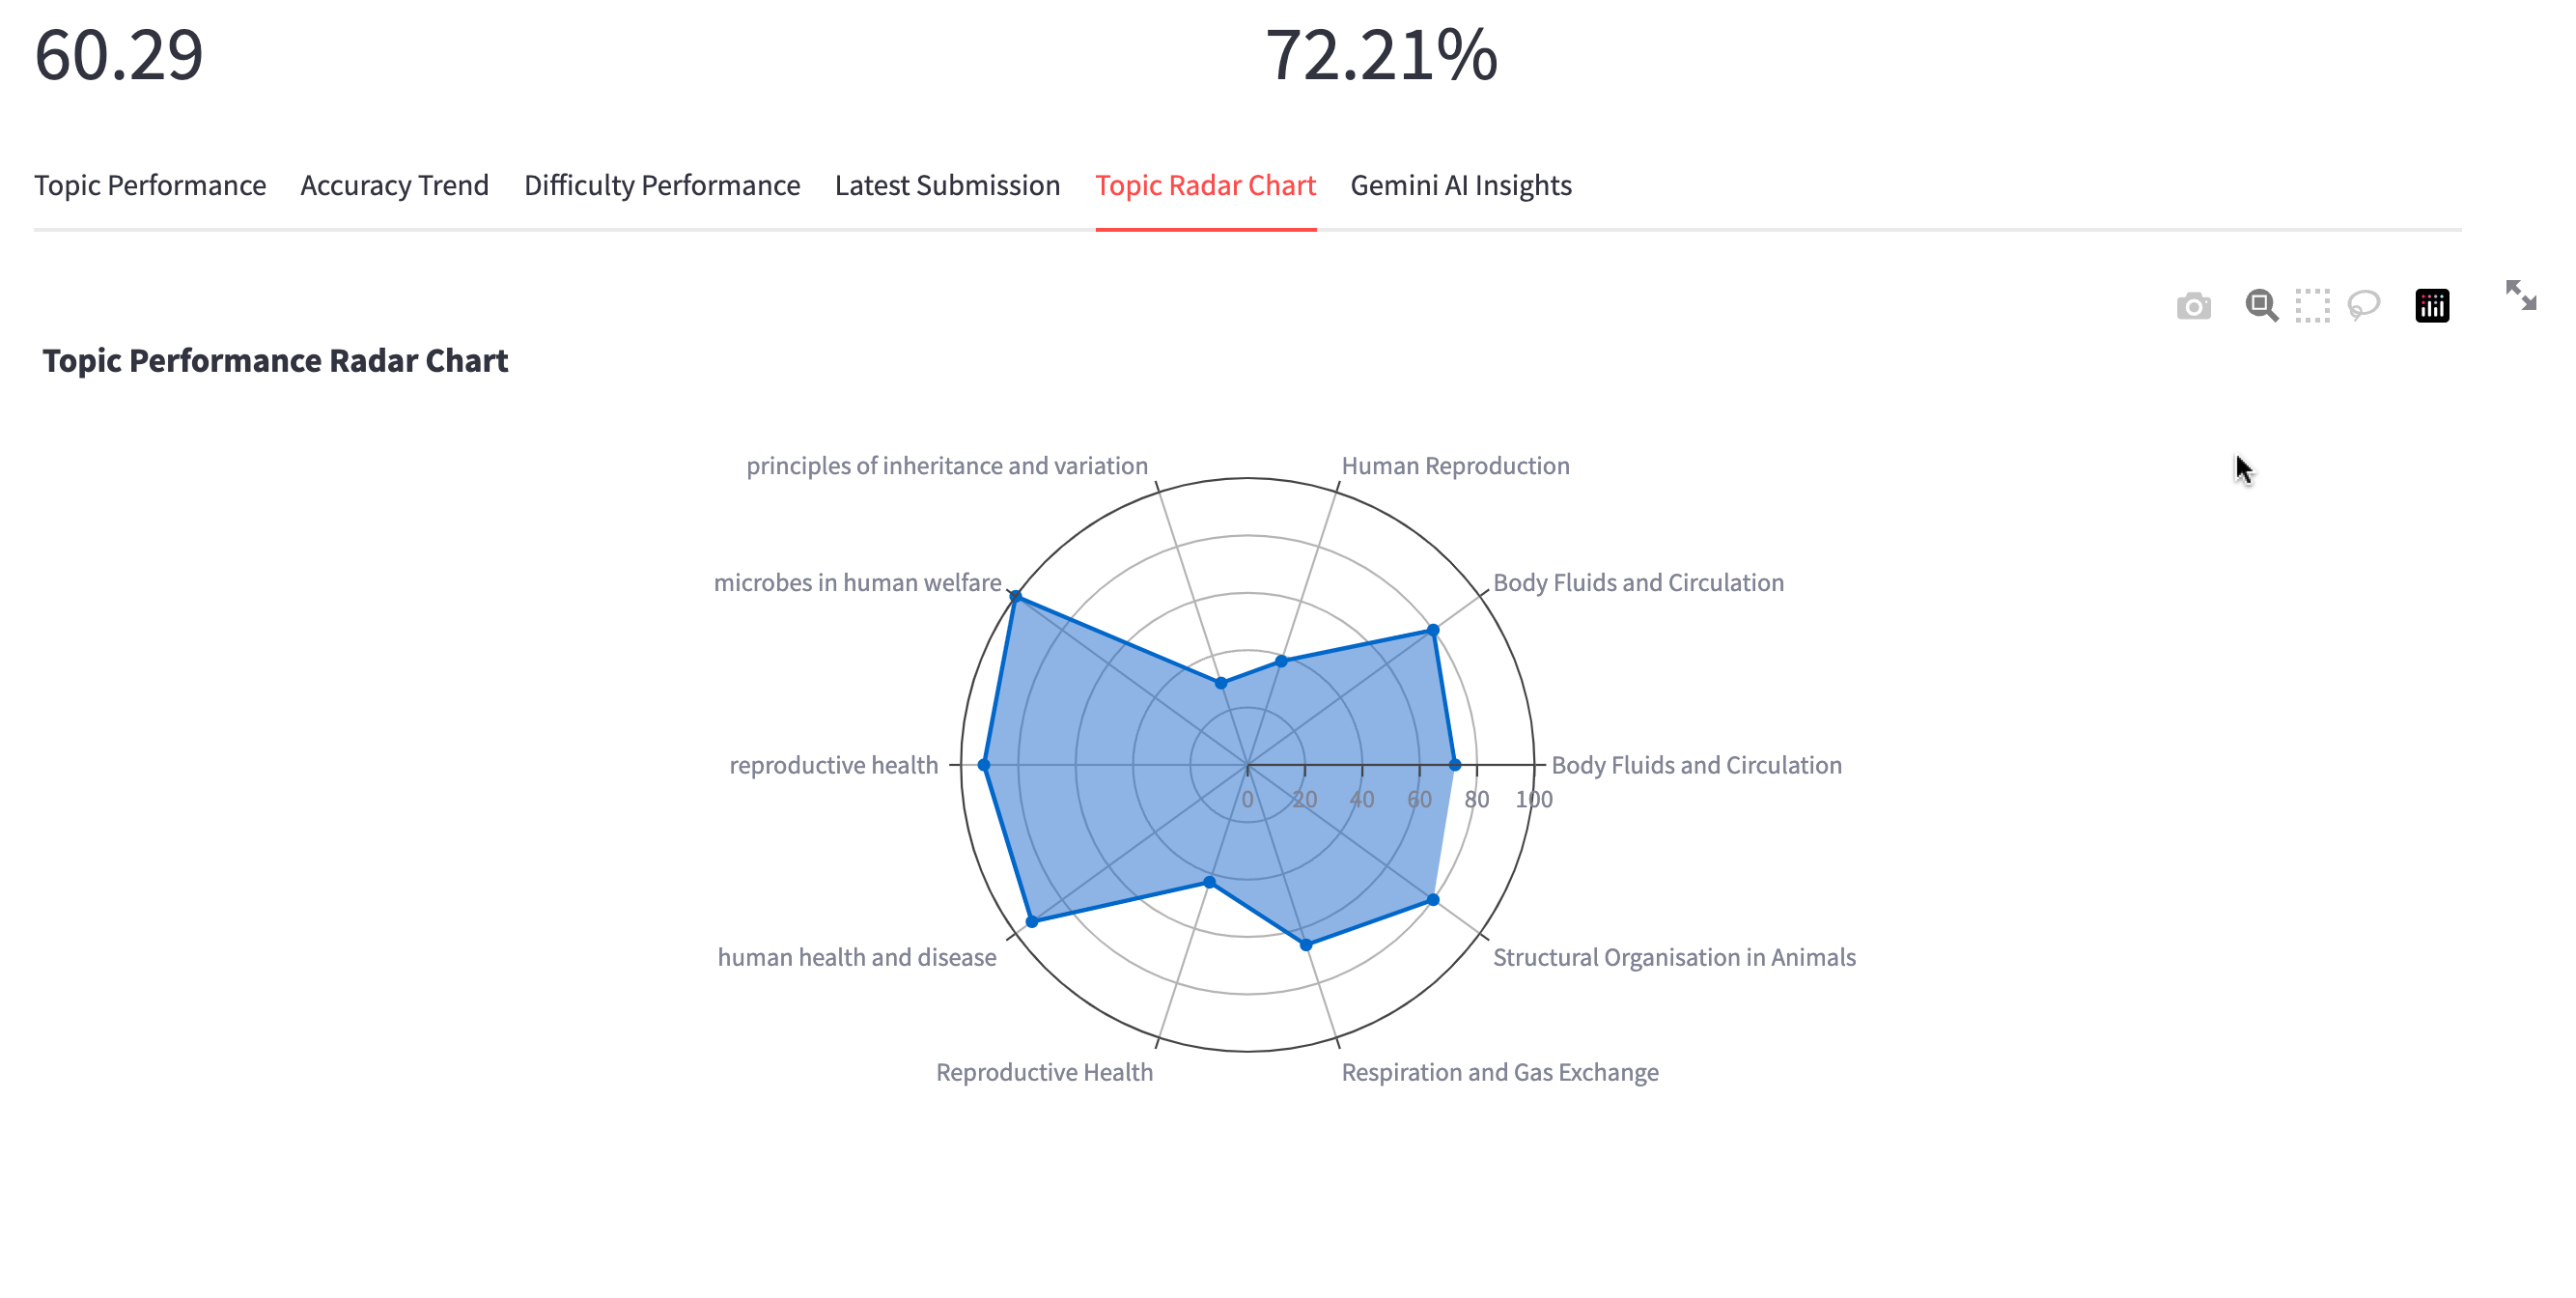 60.29 72.21%
Topic Performance Accuracy Trend Difficulty Performance Latest Submission Topic Radar Chart Gemini AI Insights
Topic Performance Radar Chart
principles of inheritance and variation Human Reproduction
microbes in human welfare Body Fluids and Circulation
reproductive health Body Fluids and Circulation
0 20 40 60 80 100
human health and disease Structural Organisation in Animals
Reproductive Health Respiration and Gas Exchange